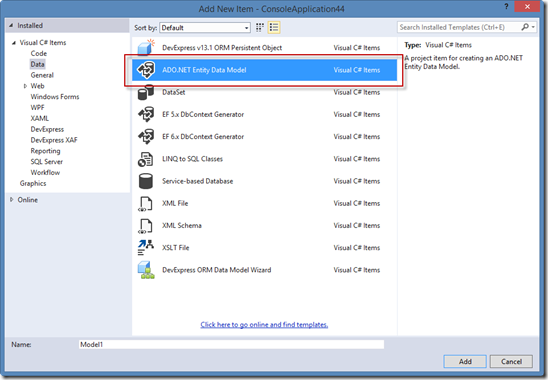 Add New Item - ConsoleApplication44
? ×
Installed
Sort by: Default
Search Installed Templates (Ctrl+E)
Visual C# Items
Code
Data
General
Web
Windows Forms
WPF
XAML
DevExpress
DevExpress XAF
Reporting
SQL Server
Workflow
Graphics
Online
DevExpress v13.1 ORM Persistent Object Visual C# Items
ADO.NET Entity Data Model Visual C# Items
DataSet Visual C# Items
EF 5.x DbContext Generator Visual C# Items
EF 6.x DbContext Generator Visual C# Items
LINQ to SQL Classes Visual C# Items
Service-based Database Visual C# Items
XML File Visual C# Items
XML Schema Visual C# Items
XSLT File Visual C# Items
DevExpress ORM Data Model Wizard Visual C# Items
Click here to go online and find templates.
Type: Visual C# Items
A project item for creating an ADO.NET
Entity Data Model.
Name: Model1
Add Cancel